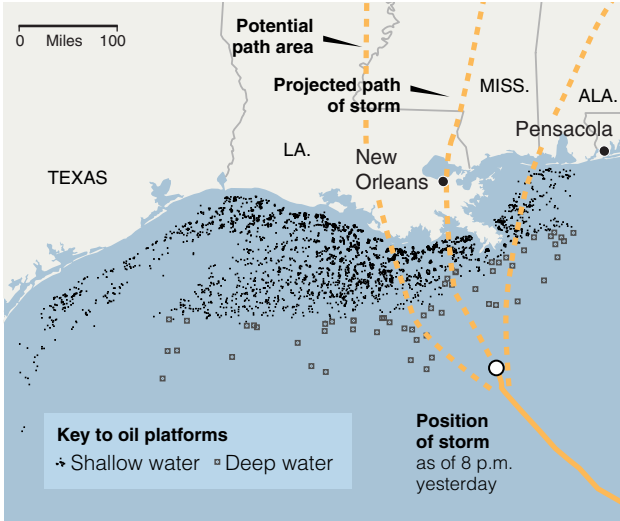 0 Miles 100
Potential
path area
Projected path
of storm
MISS.
ALA.
Pensacola
LA.
New
Orleans
TEXAS
Key to oil platforms
Shallow water Deep water
Position
of storm
as of 8 p.m.
yesterday